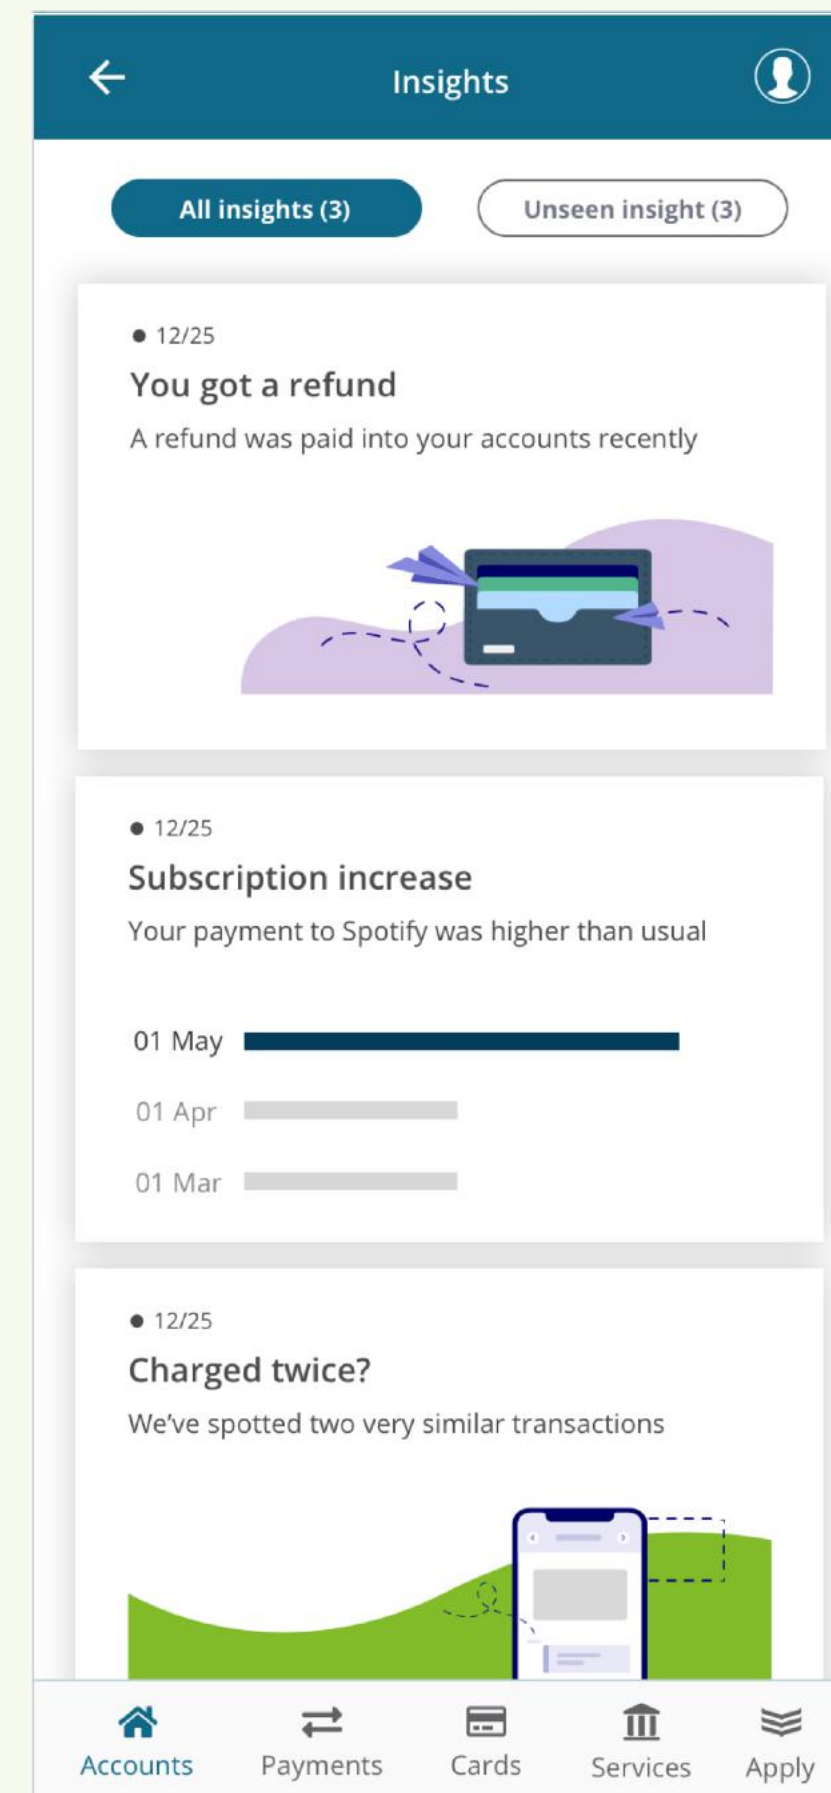 Insights
All insights (3)
Unseen insight (3)
12/25
You got a refund
A refund was paid into your accounts recently
12/25
Subscription increase
Your payment to Spotify was higher than usual
01 May
01 Apr
01 Mar
12/25
Charged twice?
We've spotted two very similar transactions
Accounts
Payments
Cards
Services
Apply